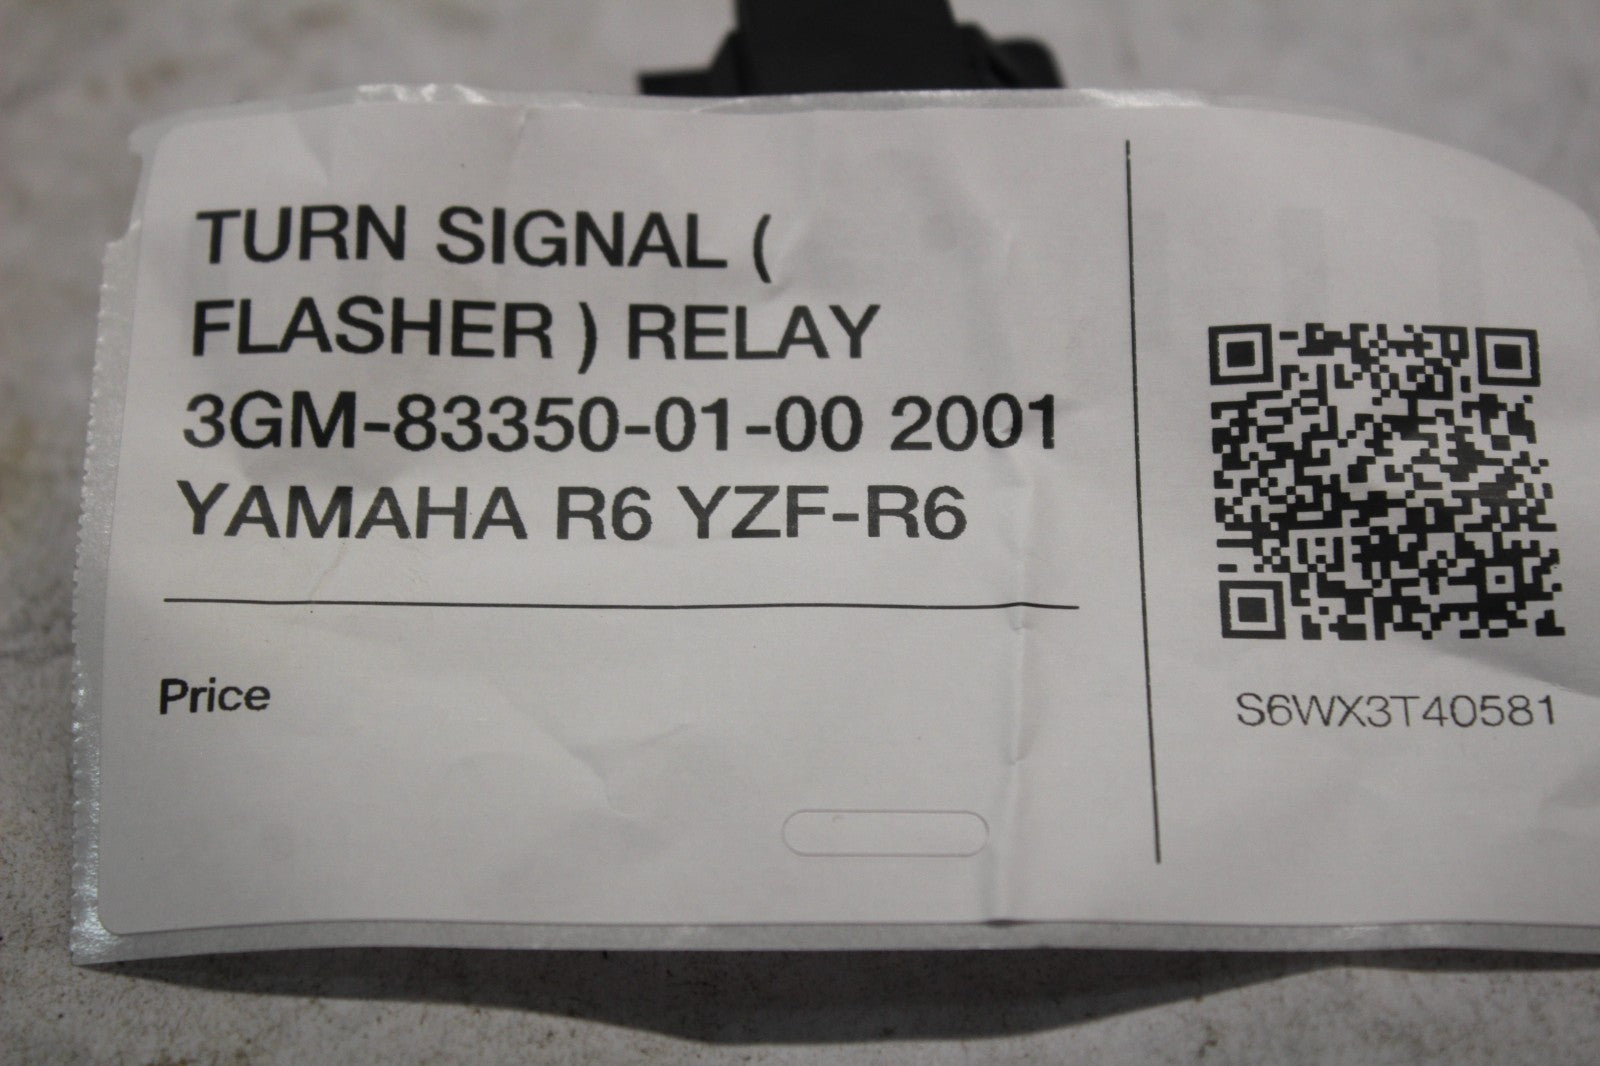 TURN SIGNAL (
FLASHER ) RELAY
3GM-83350-01-00 2001
YAMAHA R6 YZF-R6
Price
S6WX3T40581